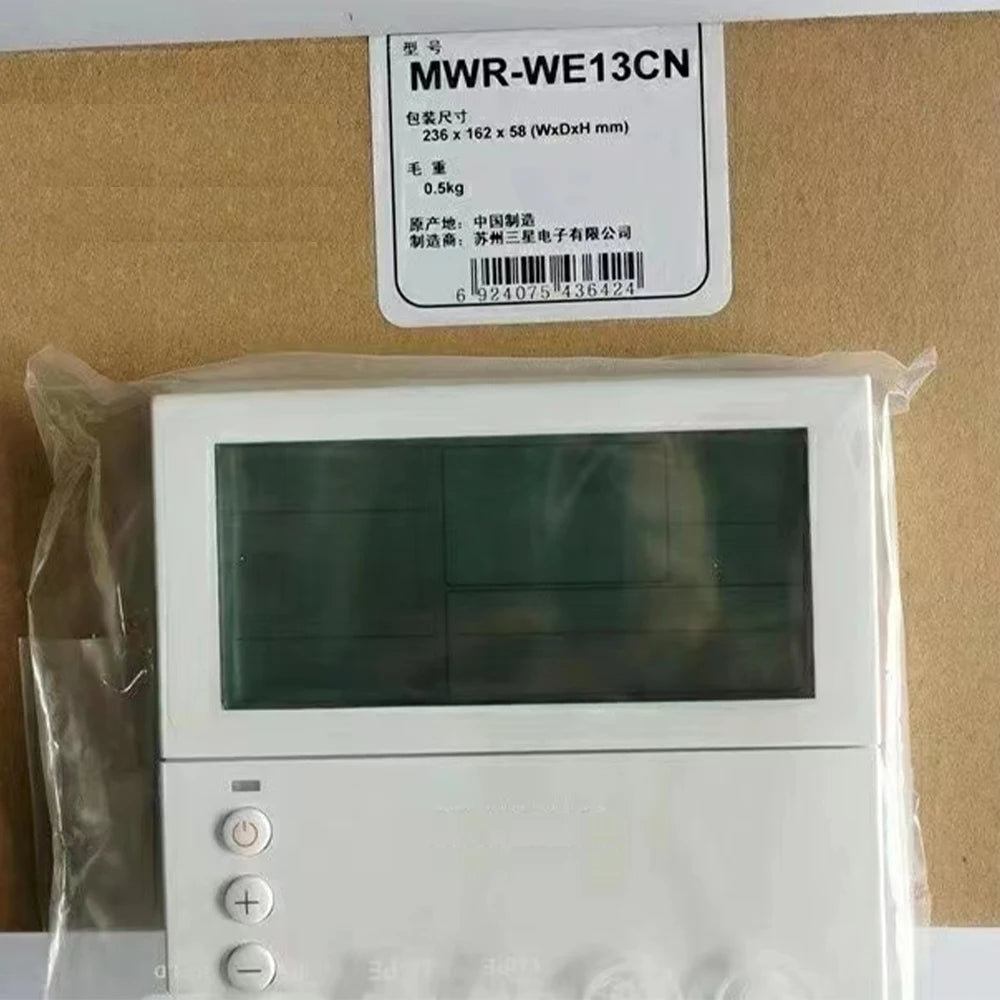 型 号
MWR-WE13CN
包装尺寸
236 x 162 x 58 (WxDxH mm)
毛 重
0.5kg
原产地: 中国制造
制造商: 苏州三星电子有限公司
6 924075 436424